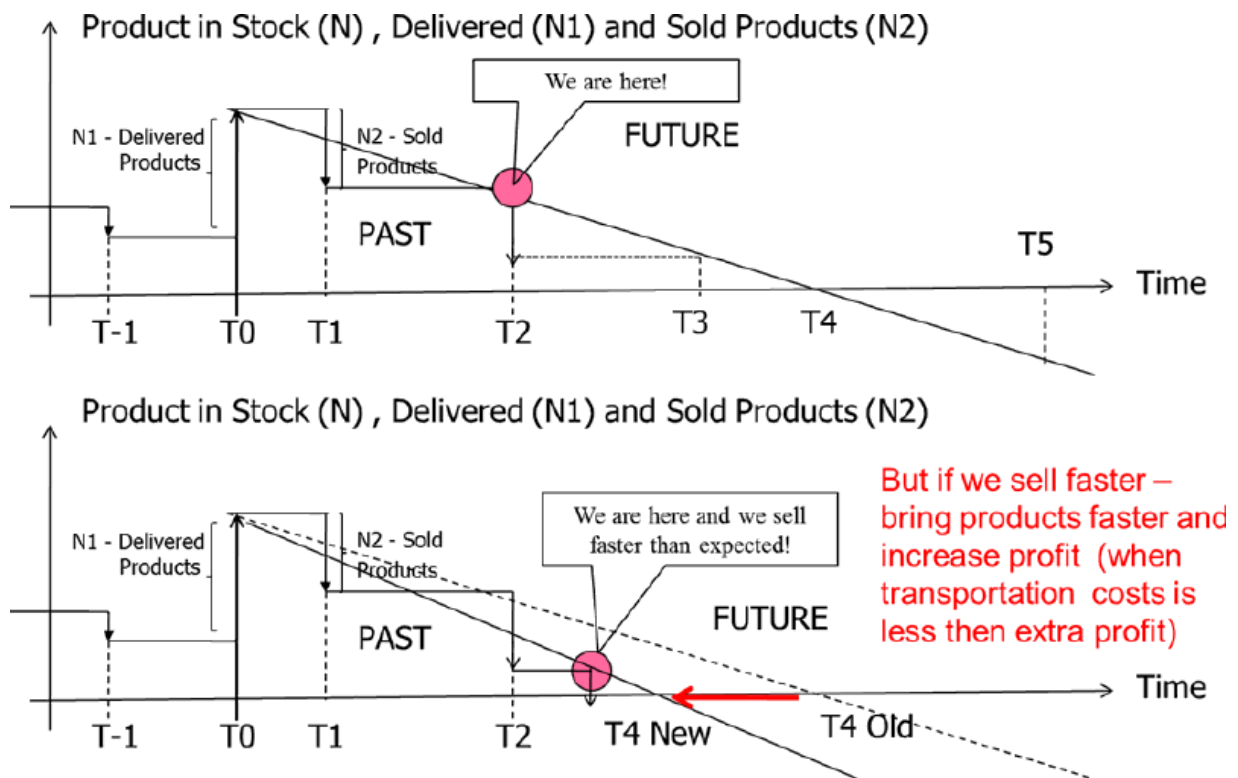 Product in Stock (N) , Delivered (N1) and Sold Products (N2)
We are here!
N1 - Delivered
Products
N2 - Sold
Products
FUTURE
PAST
T5
Time
T-1
T0
T1
T2
T3
T4
Product in Stock (N) , Delivered (N1) and Sold Products (N2)
But if we sell faster –
bring products faster and
increase profit (when
transportation costs is
less then extra profit)
We are here and we sell
faster than expected!
N1 - Delivered
Products
N2 - Sold
Products
FUTURE
PAST
Time
T-1
T0
T1
T2
T4 New
T4 Old